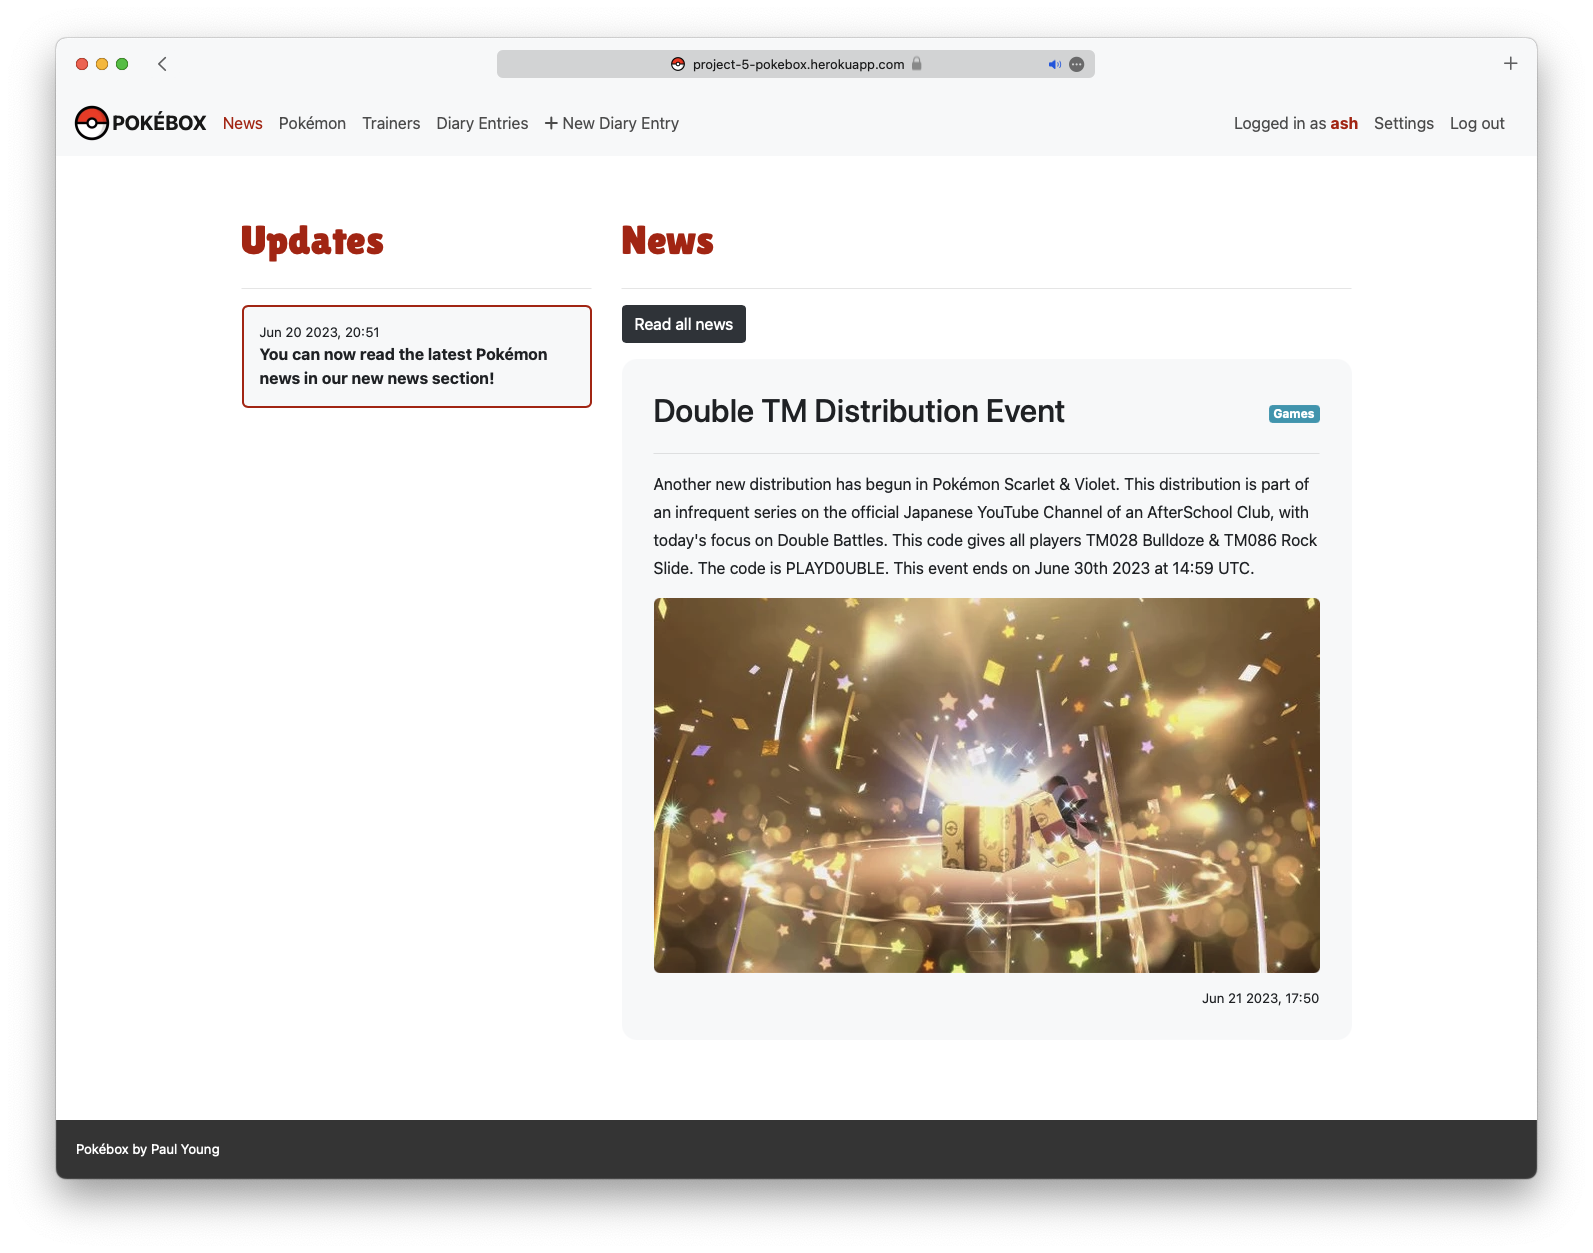 project-5-pokebox.herokuapp.com
POKÉBOX News Pokémon Trainers Diary Entries + New Diary Entry Logged in as ash Settings Log out
Updates
Jun 20 2023, 20:51
You can now read the latest Pokémon
news in our new news section!
News
Read all news
Double TM Distribution Event
Games
Another new distribution has begun in Pokémon Scarlet & Violet. This distribution is part of
an infrequent series on the official Japanese YouTube Channel of an AfterSchool Club, with
today's focus on Double Battles. This code gives all players TM028 Bulldoze & TM086 Rock
Slide. The code is PLAYD0UBLE. This event ends on June 30th 2023 at 14:59 UTC.
Jun 21 2023, 17:50
Pokébox by Paul Young